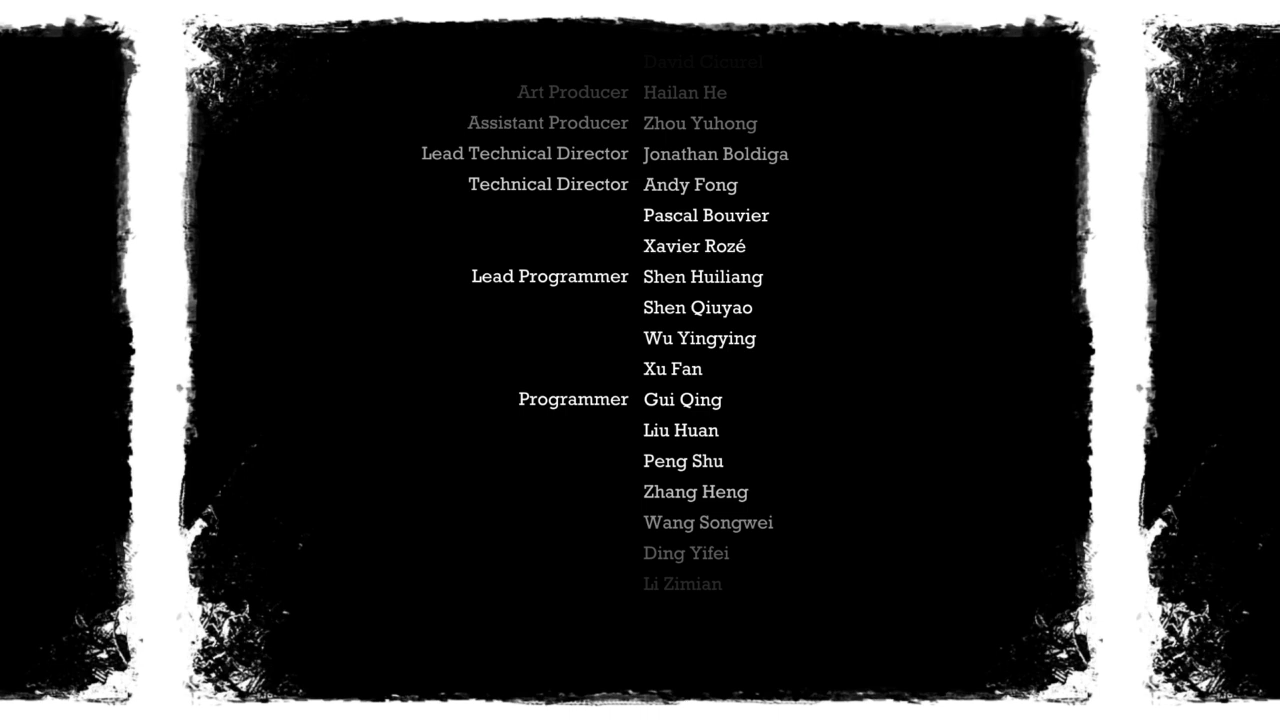 David Cicurel
Art Producer Hailan He
Assistant Producer Zhou Yuhong
Lead Technical Director Jonathan Boldiga
Technical Director Andy Fong
Pascal Bouvier
Xavier Rozé
Lead Programmer Shen Huiliang
Shen Qiuyao
Wu Yingying
Xu Fan
Programmer Gui Qing
Liu Huan
Peng Shu
Zhang Heng
Wang Songwei
Ding Yifei
Li Zimian